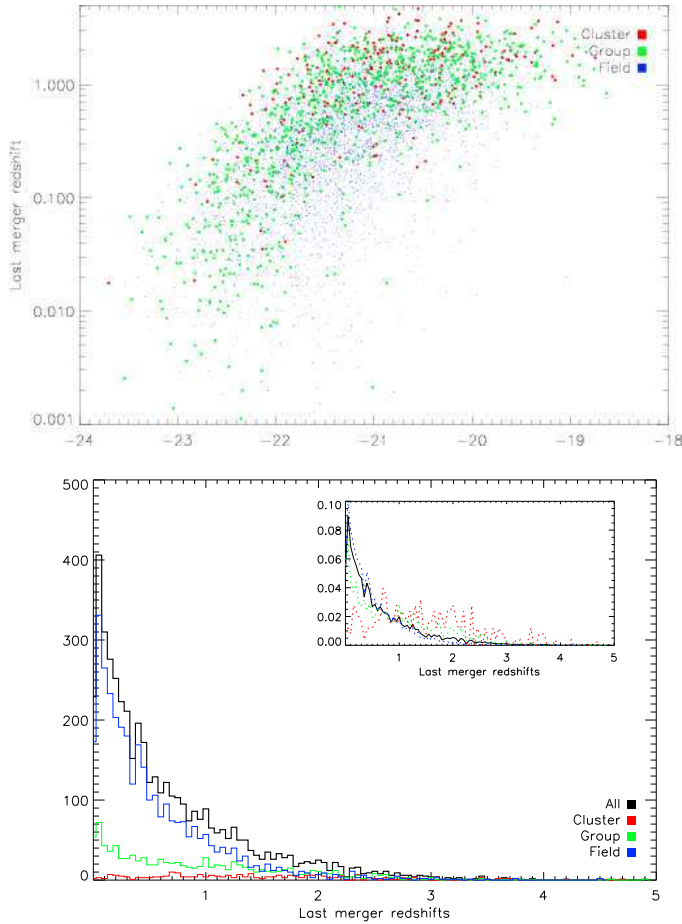 Cluster
Group
Field
1.000
0.100
0.010
0.001
Last merger redshift
-24 -23 -22 -21 -20 -19 -18
500
400
300
200
100
0
0.10
0.08
0.06
0.04
0.02
0.00
1 2 3 4 5
Last merger redshifts
All
Cluster
Group
Field
1 2 3 4 5
Last merger redshifts